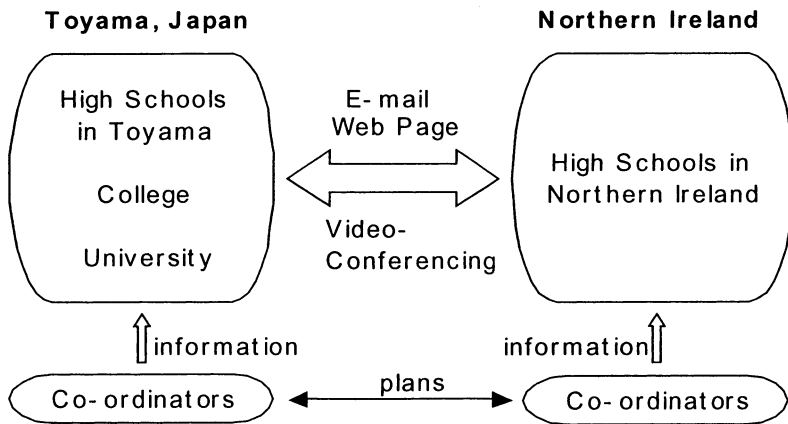 Toyama, Japan
Northern Ireland
High Schools
in Toyama
College
University
E-mail
Web Page
Video-
Conferencing
High Schools in
Northern Ireland
information
information
Co-ordinators
plans
Co-ordinators